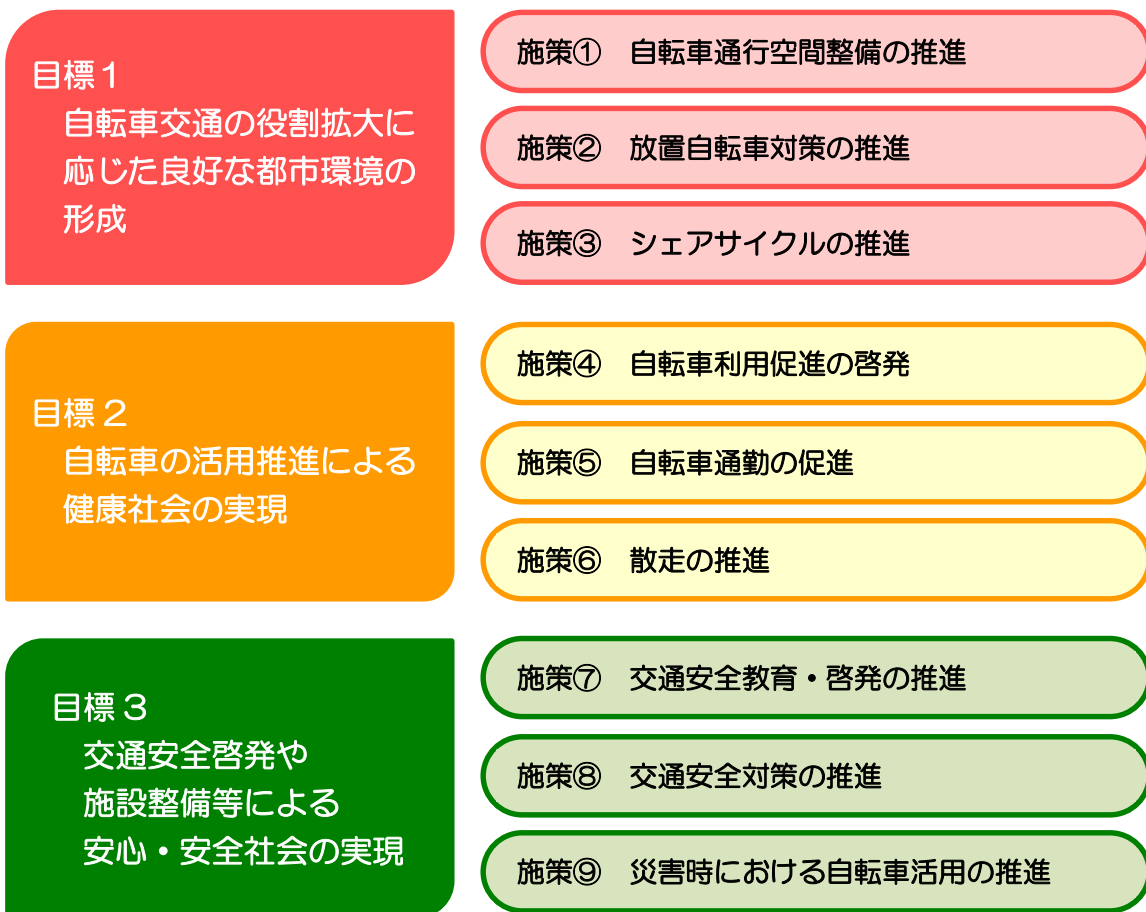 目標1
自転車交通の役割拡大に
応じた良好な都市環境の
形成
施策① 自転車通行空間整備の推進
施策② 放置自転車対策の推進
施策③ シェアサイクルの推進
目標2
自転車の活用推進による
健康社会の実現
施策④ 自転車利用促進の啓発
施策⑤ 自転車通勤の促進
施策⑥ 散走の推進
目標3
交通安全啓発や
施設整備等による
安心・安全社会の実現
施策⑦ 交通安全教育・啓発の推進
施策⑧ 交通安全対策の推進
施策⑨ 災害時における自転車活用の推進